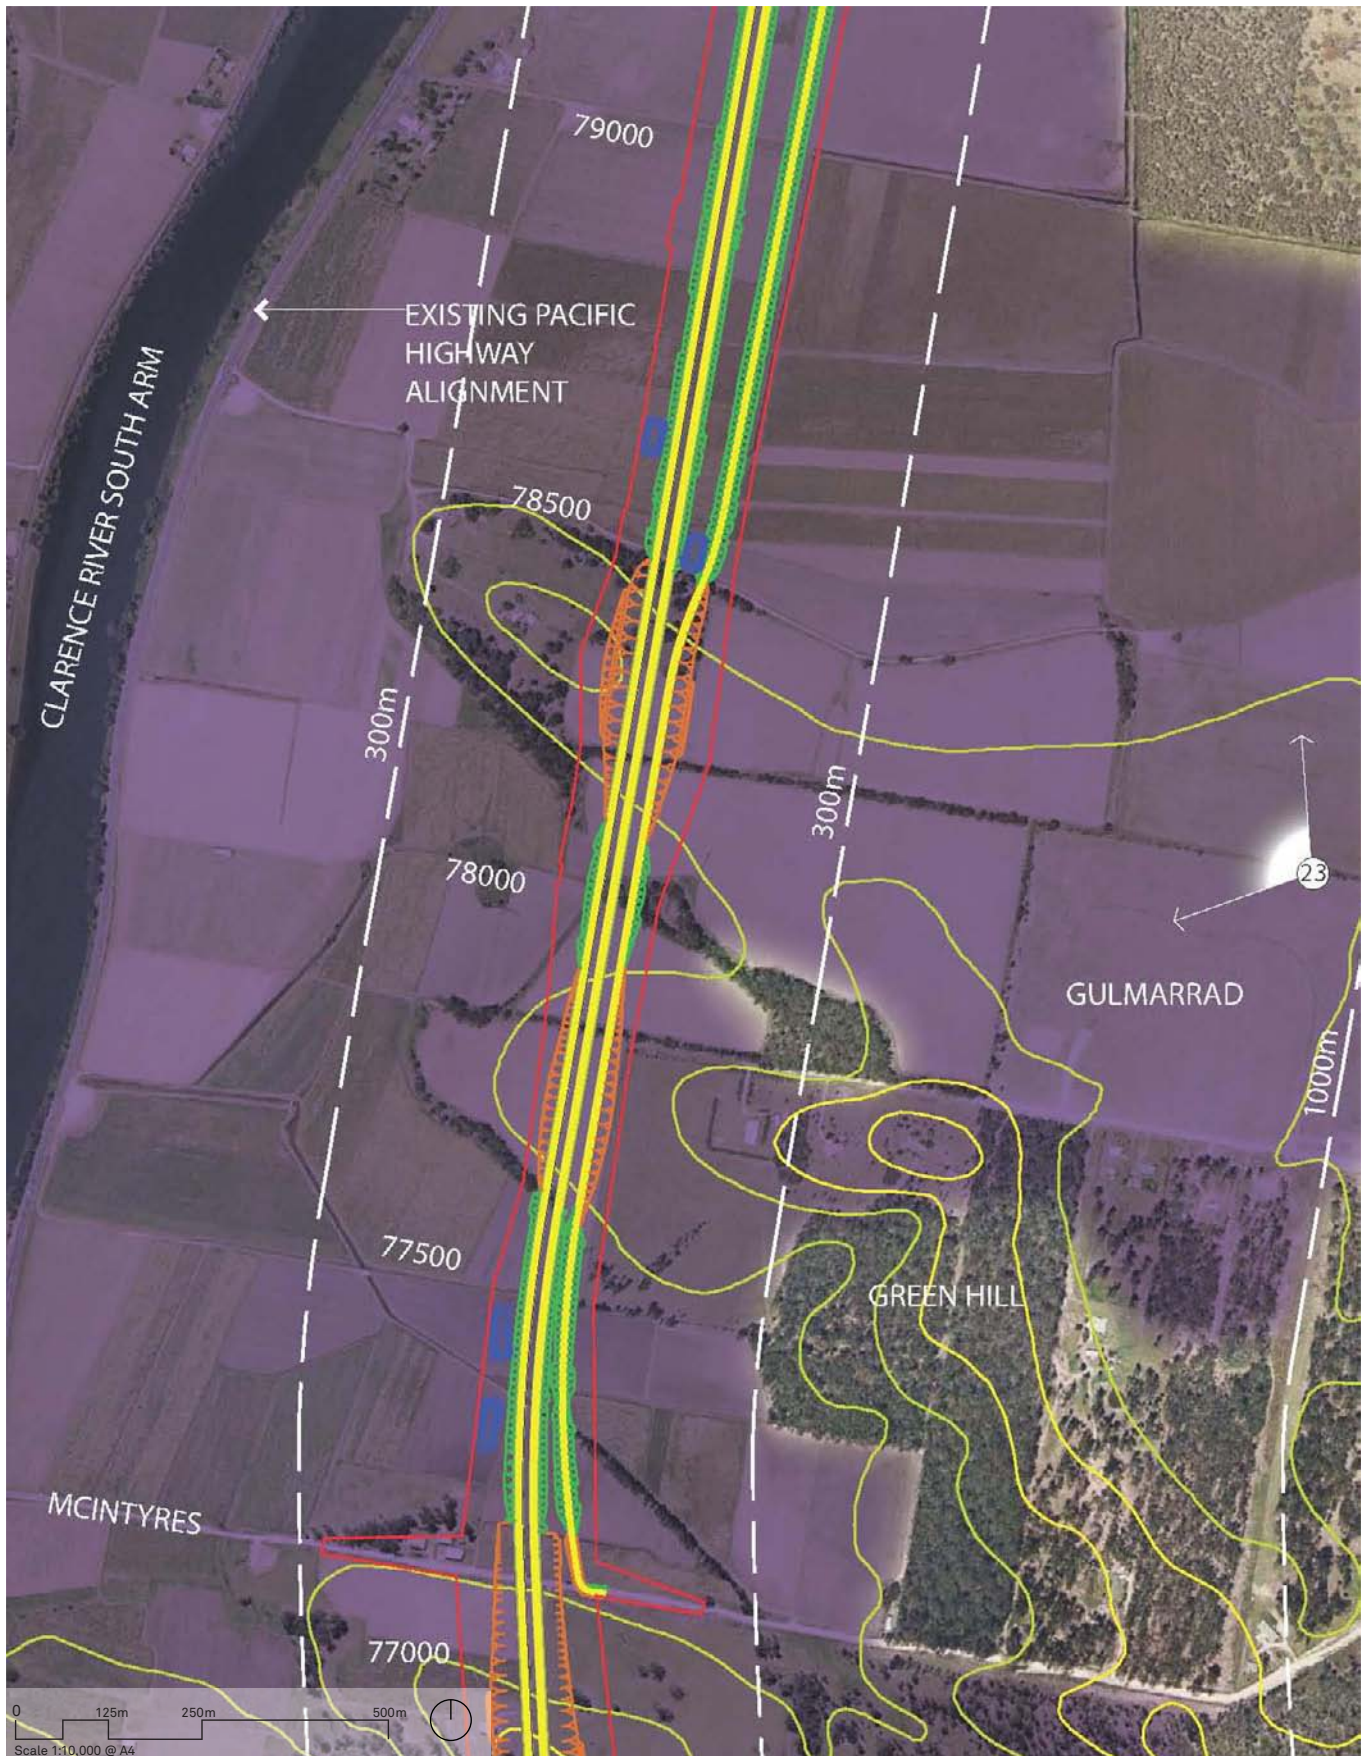 79000
EXISTING PACIFIC
HIGHWAY
ALIGNMENT
CLARENCE RIVER SOUTH ARM
78500
300m
300m
78000
23
GULMARRAD
1000m
77500
GREEN HILL
MCINTYRES
77000
0 125m 250m 500m
Scale 1:10,000 @ A4